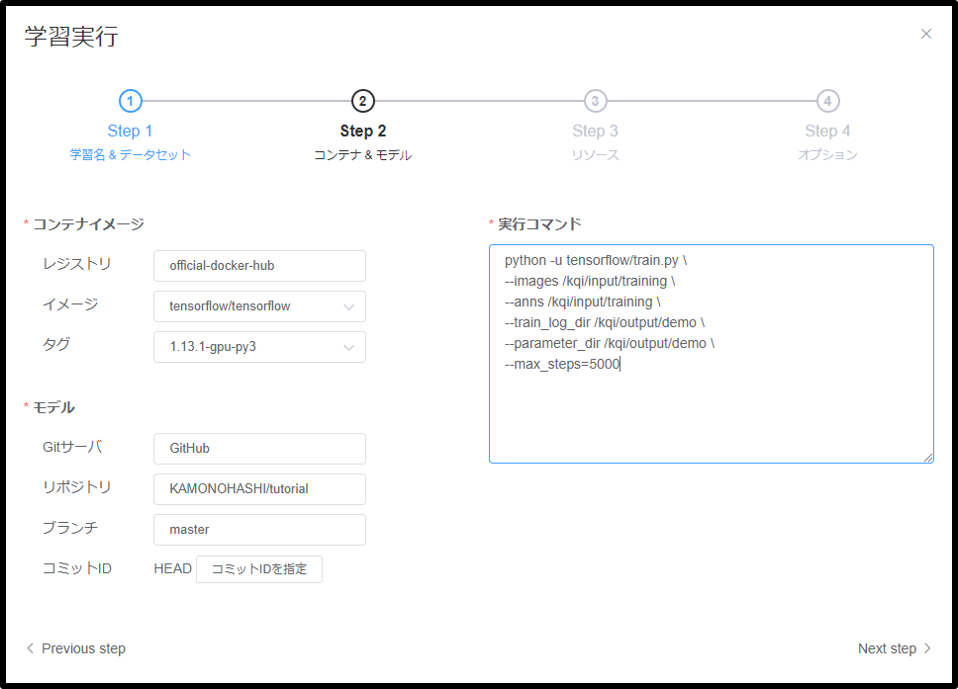 学習実行
1
2
3
4
Step 1
Step 2
Step 3
Step 4
学習名 & データセット
コンテナ & モデル
リソース
オプション
* コンテナイメージ
レジストリ official-docker-hub
イメージ tensorflow/tensorflow
タグ 1.13.1-gpu-py3
* モデル
Gitサーバ GitHub
リポジトリ KAMONOHASHI/tutorial
ブランチ master
コミットID HEAD コミットIDを指定
* 実行コマンド
python -u tensorflow/train.py \
--images /kqi/input/training \
--anns /kqi/input/training \
--train_log_dir /kqi/output/demo \
--parameter_dir /kqi/output/demo \
--max_steps=5000
Previous step
Next step